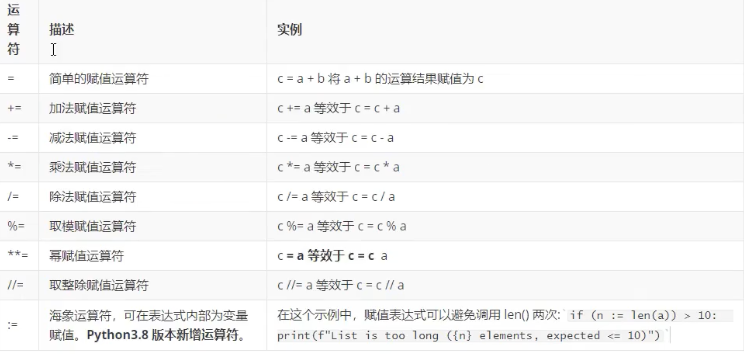 运
算
符
描述
实例
= 简单的赋值运算符 c = a + b 将 a + b 的运算结果赋值为 c
+= 加法赋值运算符 c += a 等效于 c = c + a
-= 减法赋值运算符 c -= a 等效于 c = c - a
*= 乘法赋值运算符 c *= a 等效于 c = c * a
/= 除法赋值运算符 c /= a 等效于 c = c / a
%= 取模赋值运算符 c %= a 等效于 c = c % a
**= 幂赋值运算符 c = a 等效于 c = c a
//= 取整除赋值运算符 c //= a 等效于 c = c // a
:=
海象运算符，可在表达式内部为变量
赋值。Python3.8 版本新增运算符。
在这个示例中，赋值表达式可以避免调用 len() 两次:`if (n := len(a)) > 10:
print(f"List is too long ({n} elements, expected <= 10)")`